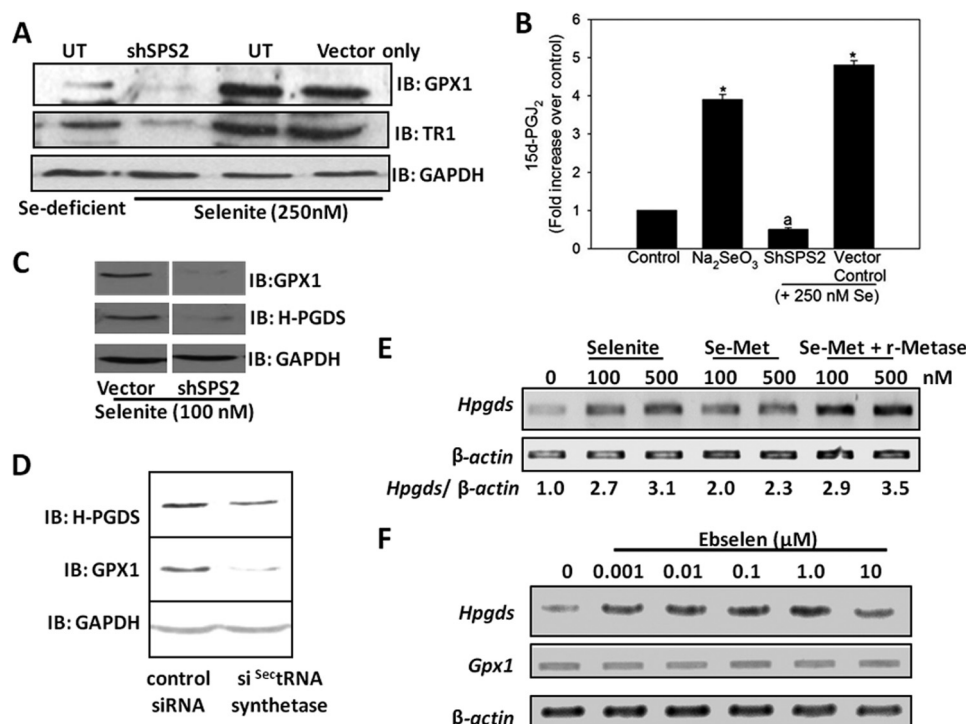 A
UT shSPS2 UT Vector only
IB: GPX1
IB: TR1
IB: GAPDH
Se-deficient Selenite (250nM)
B
15d-PGJ₂
(Fold increase over control)
6
5
4
3
2
1
0
* a *
Control Na₂SeO₃ ShSPS2 Vector Control
(+ 250 nM Se)
C
IB:GPX1
IB: H-PGDS
IB: GAPDH
Vector shSPS2
Selenite (100 nM)
D
IB: H-PGDS
IB: GPX1
IB: GAPDH
control siRNA
si ˢᵉᶜtRNA synthetase
E
Selenite Se-Met Se-Met + r-Metase
0 100 500 100 500 100 500 nM
Hpgds
β-actin
Hpgds/ β-actin 1.0 2.7 3.1 2.0 2.3 2.9 3.5
F
Ebselen (μM)
0 0.001 0.01 0.1 1.0 10
Hpgds
Gpx1
β-actin